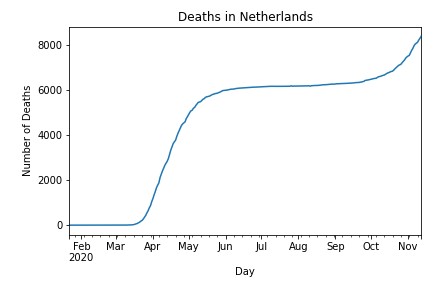 Deaths in Netherlands
Number of Deaths
8000
6000
4000
2000
0
Feb Mar Apr May Jun Jul Aug Sep Oct Nov
2020
Day